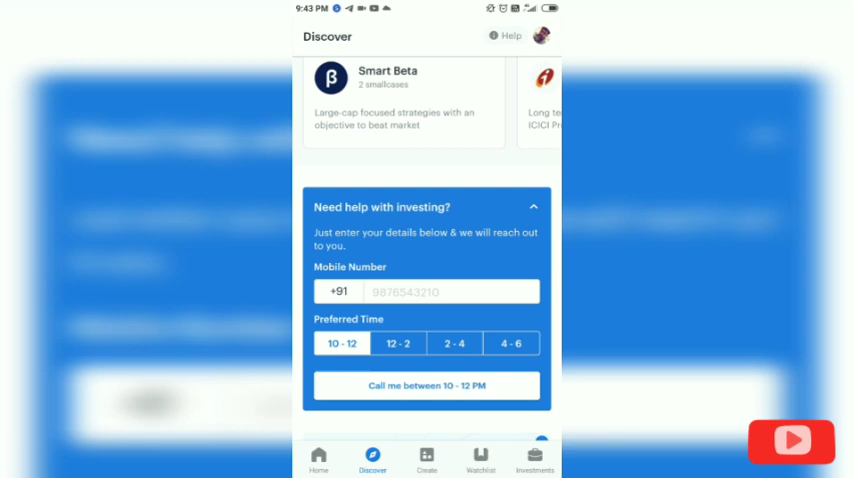 9:43 PM
Discover
Help
β
Smart Beta
2 smallcases
Large-cap focused strategies with an
objective to beat market
Long te
ICICI Pr
Need help with investing?
Just enter your details below & we will reach out
to you.
Mobile Number
+91
9876543210
Preferred Time
10 - 12
12 - 2
2 - 4
4 - 6
Call me between 10 - 12 PM
Home
Discover
Create
Watchlist
Investments